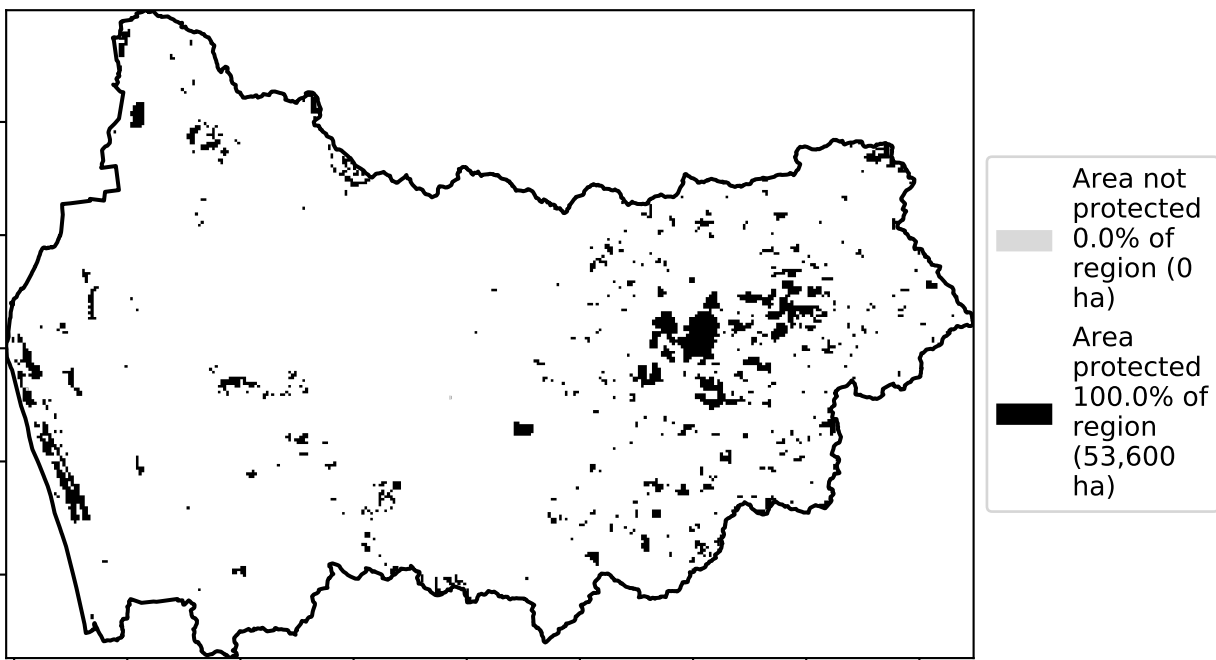 Area not
protected
0.0% of
region (0
ha)
Area
protected
100.0% of
region
(53,600
ha)